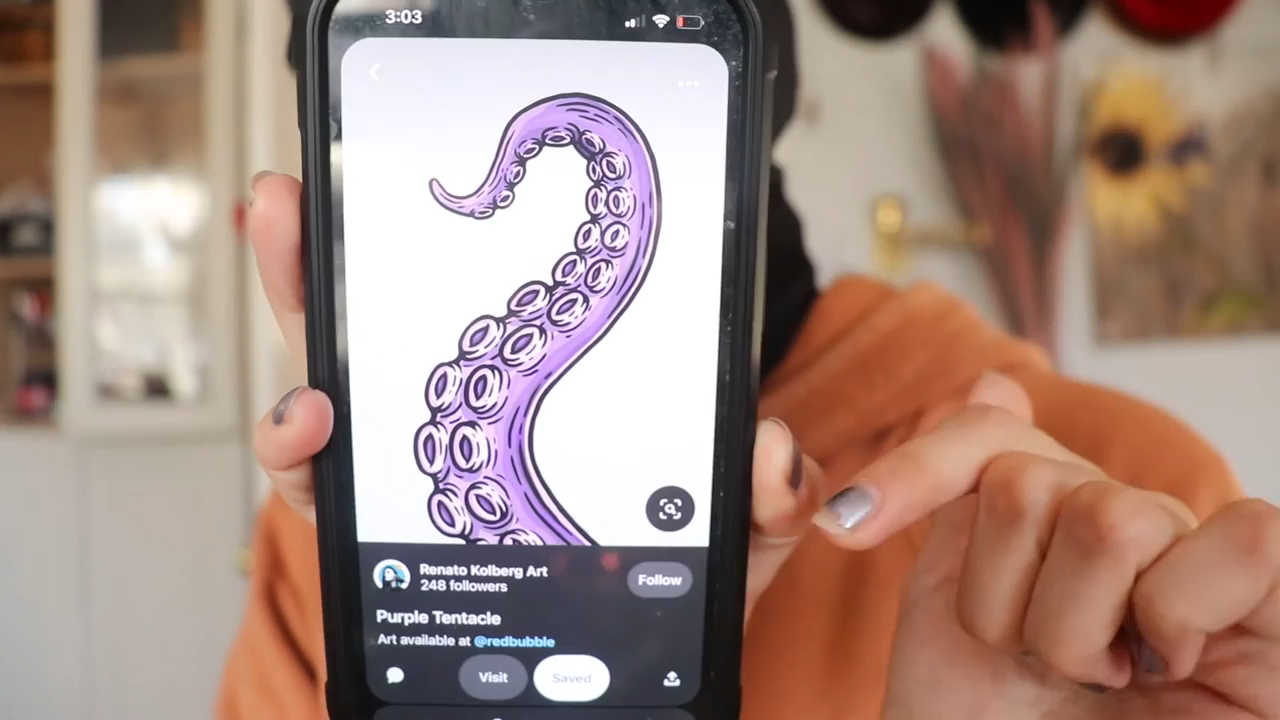 3:03
Renato Kolberg Art
248 followers
Follow
Purple Tentacle
Art available at @redbubble
Visit
Saved